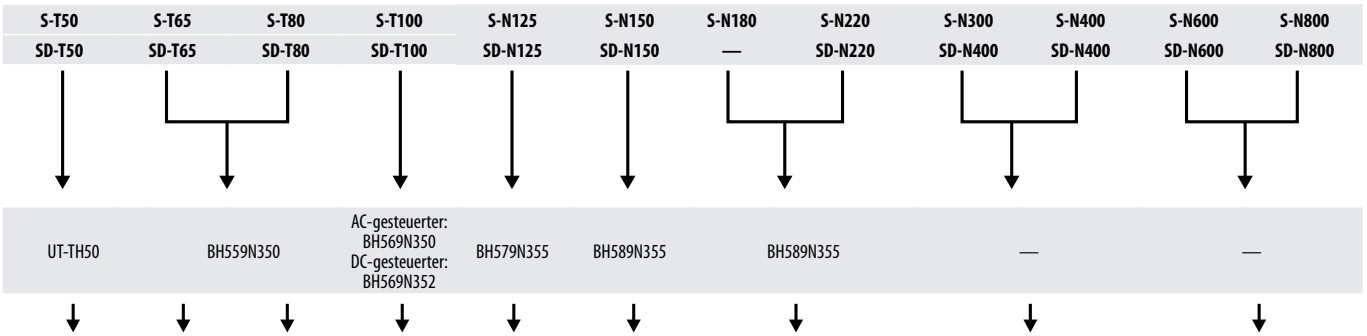 S-T50 S-T65 S-T80 S-T100 S-N125 S-N150 S-N180 S-N220 S-N300 S-N400 S-N600 S-N800
SD-T50 SD-T65 SD-T80 SD-T100 SD-N125 SD-N150 — SD-N220 SD-N400 SD-N400 SD-N600 SD-N800
UT-TH50 BH559N350
AC-gesteuerter:
BH569N350
DC-gesteuerter:
BH569N352
BH579N355 BH589N355 BH589N355 — —